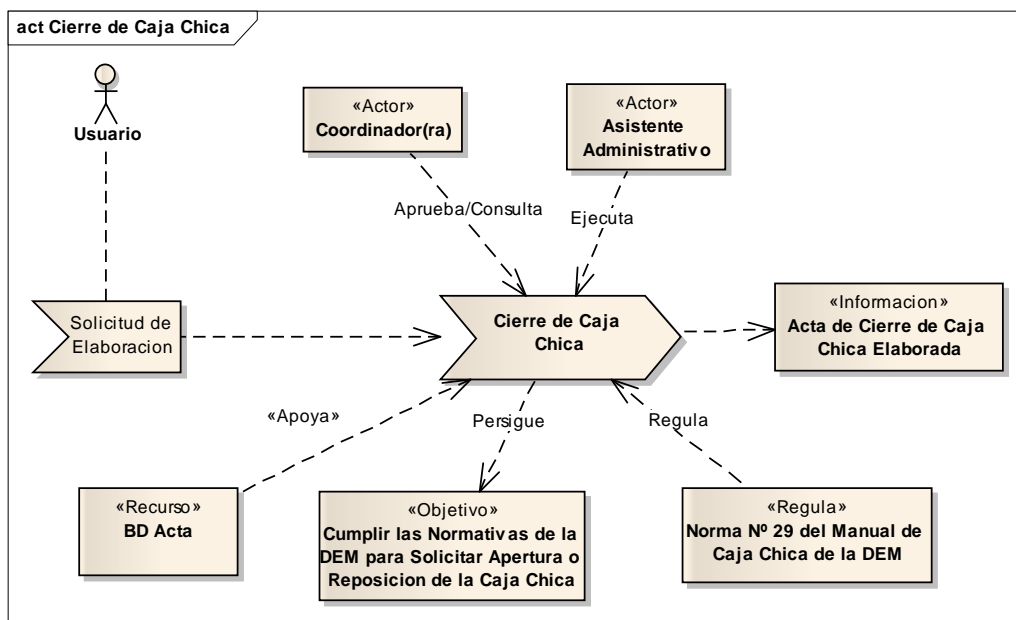 act Cierre de Caja Chica
Usuario
«Actor»
Coordinador(ra)
«Actor»
Asistente
Administrativo
Aprueba/Consulta
Ejecuta
Solicitud de
Elaboracion
Cierre de Caja
Chica
«Informacion»
Acta de Cierre de Caja
Chica Elaborada
«Apoya»
Persigue
Regula
«Recurso»
BD Acta
«Objetivo»
Cumplir las Normativas de la
DEM para Solicitar Apertura o
Reposicion de la Caja Chica
«Regula»
Norma Nº 29 del Manual de
Caja Chica de la DEM